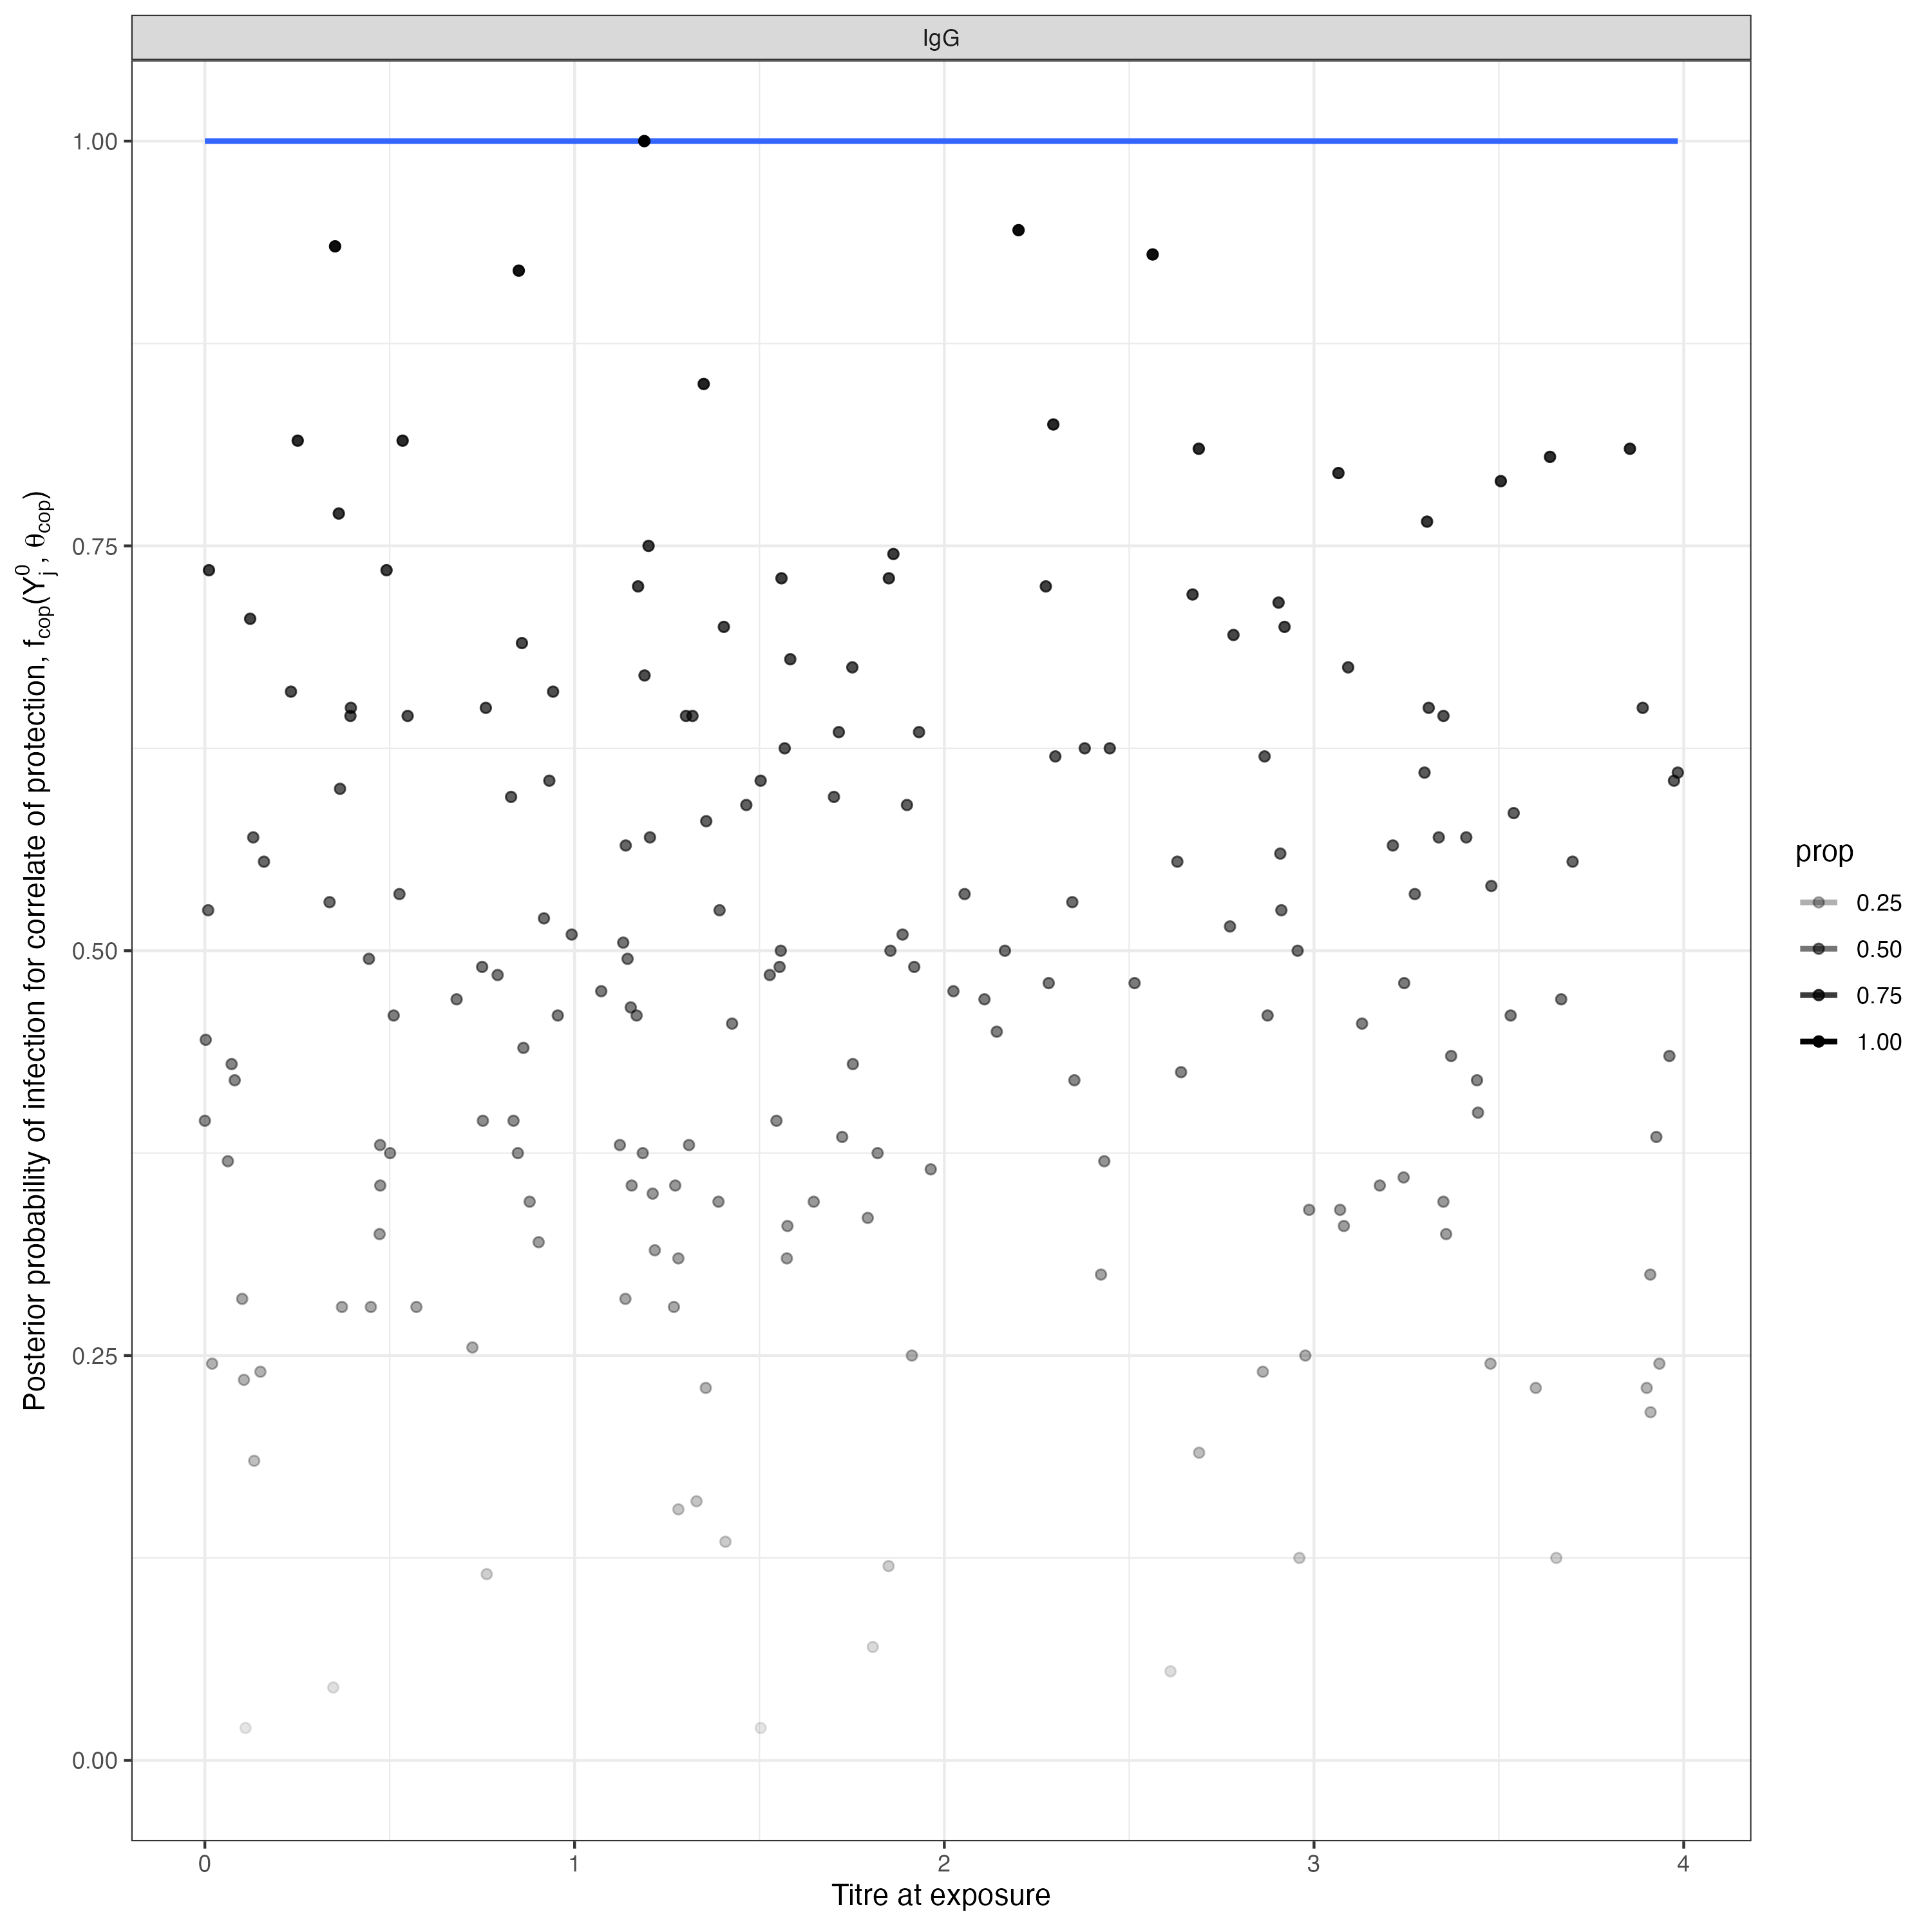 IgG
1.00
0.75
0.50
0.25
0.00
Posterior probability of infection for correlate of protection, f_cop(Y_j^0, θ_cop)
0 1 2 3 4
Titre at exposure
prop
0.25
0.50
0.75
1.00